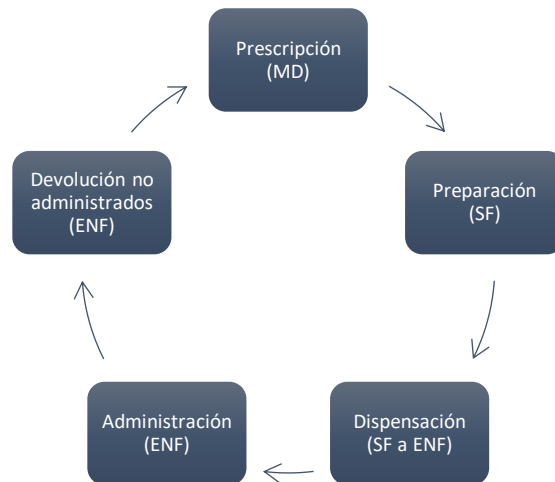 Prescripción
(MD)
Preparación
(SF)
Dispensación
(SF a ENF)
Administración
(ENF)
Devolución no
administrados
(ENF)